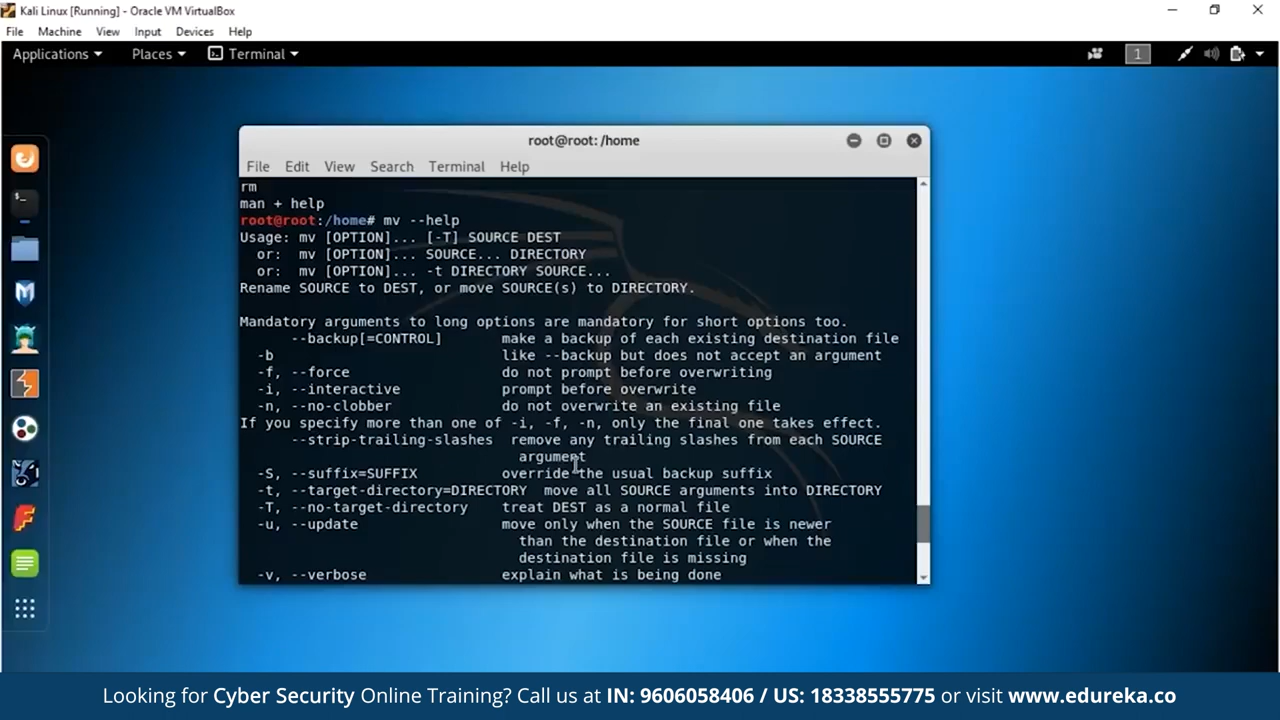 Kali Linux [Running] - Oracle VM VirtualBox
File Machine View Input Devices Help
Applications Places Terminal 1
root@root: /home
File Edit View Search Terminal Help
rm
man + help
root@root:/home# mv --help
Usage: mv [OPTION]... [-T] SOURCE DEST
  or:  mv [OPTION]... SOURCE... DIRECTORY
  or:  mv [OPTION]... -t DIRECTORY SOURCE...
Rename SOURCE to DEST, or move SOURCE(s) to DIRECTORY.
Mandatory arguments to long options are mandatory for short options too.
      --backup[=CONTROL]       make a backup of each existing destination file
  -b                           like --backup but does not accept an argument
  -f, --force                  do not prompt before overwriting
  -i, --interactive            prompt before overwrite
  -n, --no-clobber             do not overwrite an existing file
If you specify more than one of -i, -f, -n, only the final one takes effect.
      --strip-trailing-slashes  remove any trailing slashes from each SOURCE
                                 argument
  -S, --suffix=SUFFIX          override the usual backup suffix
  -t, --target-directory=DIRECTORY  move all SOURCE arguments into DIRECTORY
  -T, --no-target-directory    treat DEST as a normal file
  -u, --update                 move only when the SOURCE file is newer
                                 than the destination file or when the
                                 destination file is missing
  -v, --verbose                explain what is being done
Looking for Cyber Security Online Training? Call us at IN: 9606058406 / US: 18338555775 or visit www.edureka.co